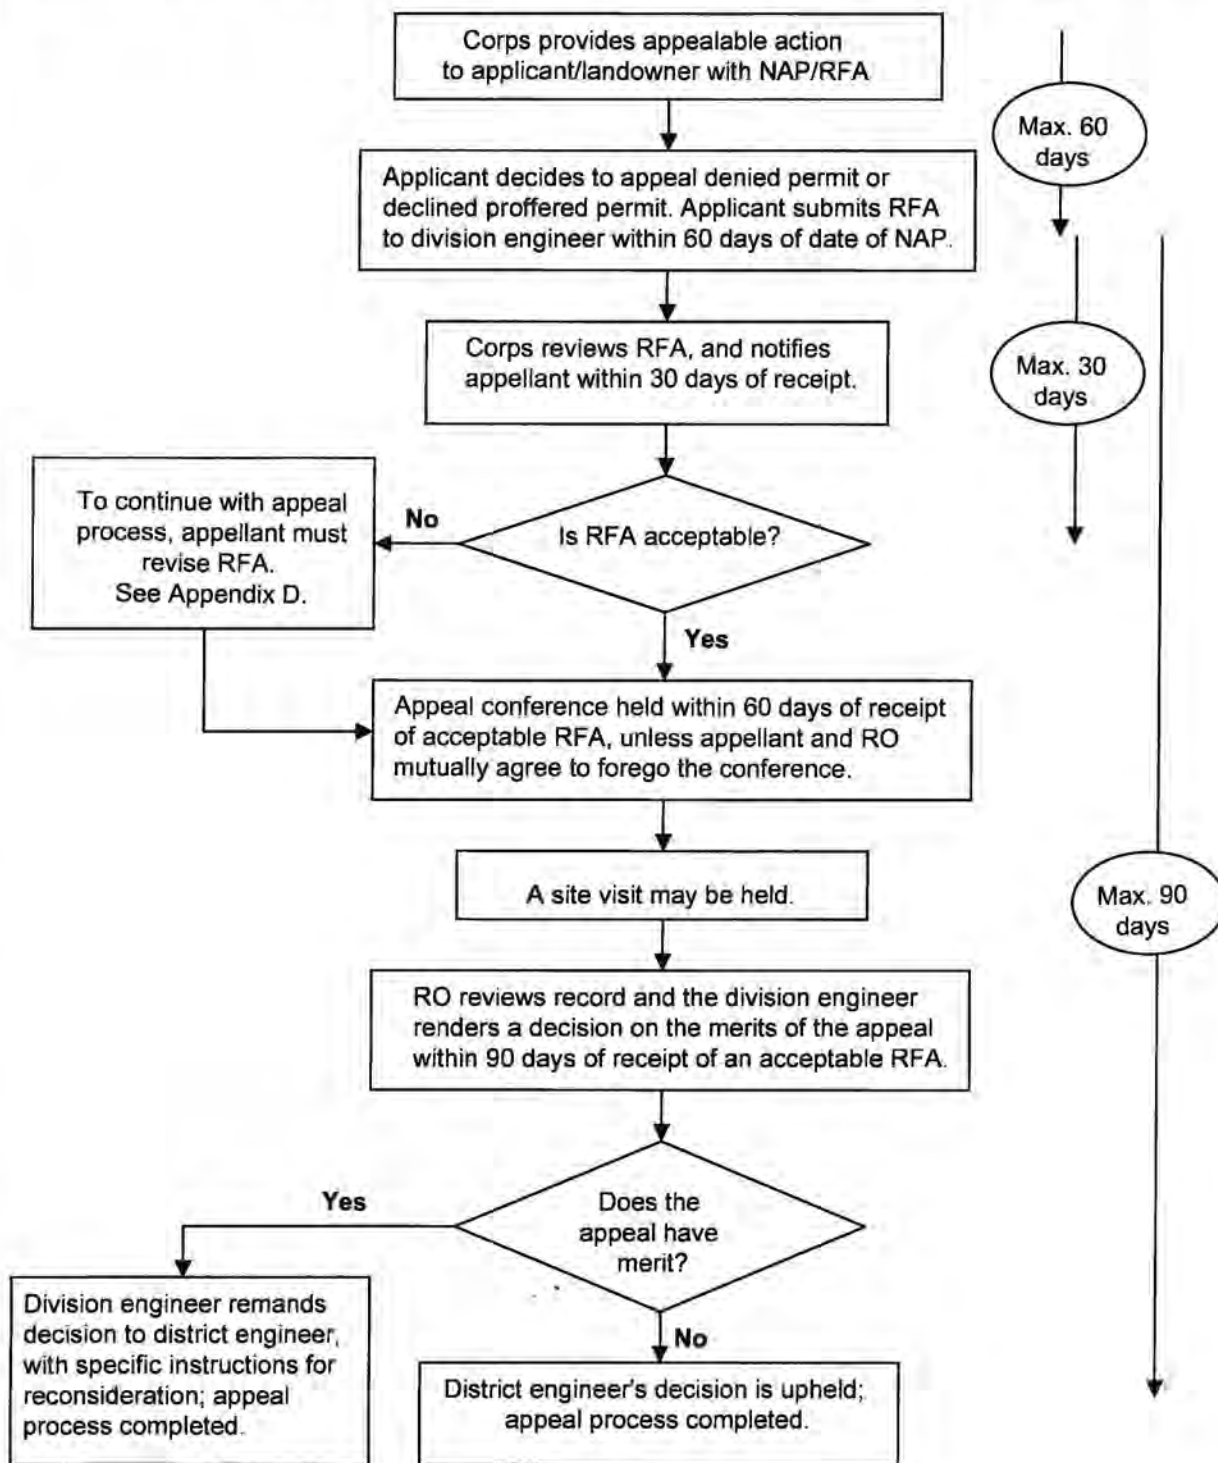 Corps provides appealable action
to applicant/landowner with NAP/RFA
Max. 60
days
Applicant decides to appeal denied permit or
declined proffered permit. Applicant submits RFA
to division engineer within 60 days of date of NAP.
Corps reviews RFA, and notifies
appellant within 30 days of receipt.
Max. 30
days
To continue with appeal
process, appellant must
revise RFA.
See Appendix D.
No
Is RFA acceptable?
Yes
Appeal conference held within 60 days of receipt
of acceptable RFA, unless appellant and RO
mutually agree to forego the conference.
A site visit may be held.
Max. 90
days
RO reviews record and the division engineer
renders a decision on the merits of the appeal
within 90 days of receipt of an acceptable RFA.
Yes
Does the
appeal have
merit?
No
Division engineer remands
decision to district engineer,
with specific instructions for
reconsideration; appeal
process completed.
District engineer's decision is upheld;
appeal process completed.